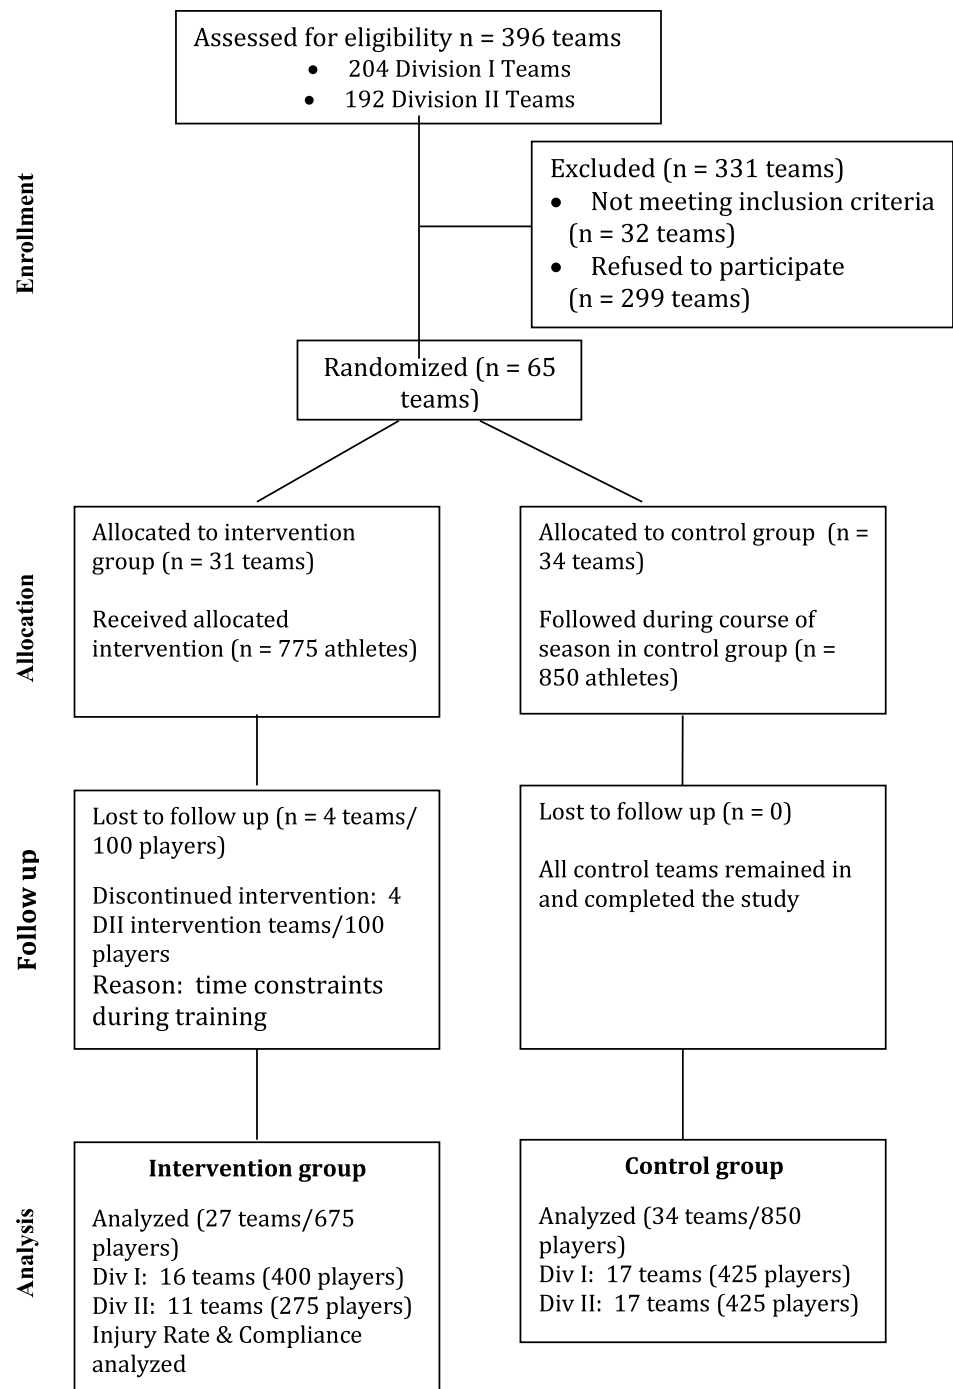 Assessed for eligibility n = 396 teams
• 204 Division I Teams
• 192 Division II Teams
Enrollment
Excluded (n = 331 teams)
• Not meeting inclusion criteria
(n = 32 teams)
• Refused to participate
(n = 299 teams)
Randomized (n = 65
teams)
Allocation
Allocated to intervention
group (n = 31 teams)
Received allocated
intervention (n = 775 athletes)
Allocated to control group (n =
34 teams)
Followed during course of
season in control group (n =
850 athletes)
Follow up
Lost to follow up (n = 4 teams/
100 players)
Discontinued intervention: 4
DII intervention teams/100
players
Reason: time constraints
during training
Lost to follow up (n = 0)
All control teams remained in
and completed the study
Analysis
Intervention group
Analyzed (27 teams/675
players)
Div I: 16 teams (400 players)
Div II: 11 teams (275 players)
Injury Rate & Compliance
analyzed
Control group
Analyzed (34 teams/850
players)
Div I: 17 teams (425 players)
Div II: 17 teams (425 players)